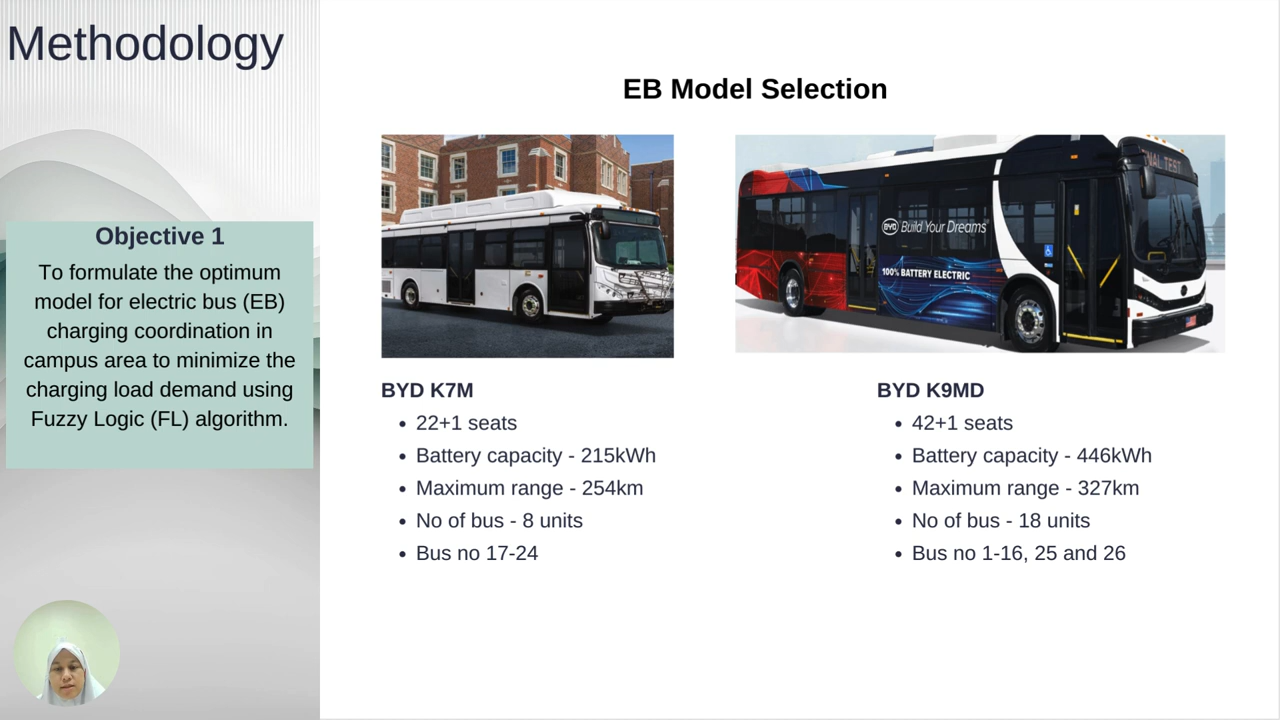 Methodology
EB Model Selection
Objective 1
To formulate the optimum
model for electric bus (EB)
charging coordination in
campus area to minimize the
charging load demand using
Fuzzy Logic (FL) algorithm.
BYD Build Your Dreams
100% BATTERY ELECTRIC
BYD K7M
• 22+1 seats
• Battery capacity - 215kWh
• Maximum range - 254km
• No of bus - 8 units
• Bus no 17-24
BYD K9MD
• 42+1 seats
• Battery capacity - 446kWh
• Maximum range - 327km
• No of bus - 18 units
• Bus no 1-16, 25 and 26